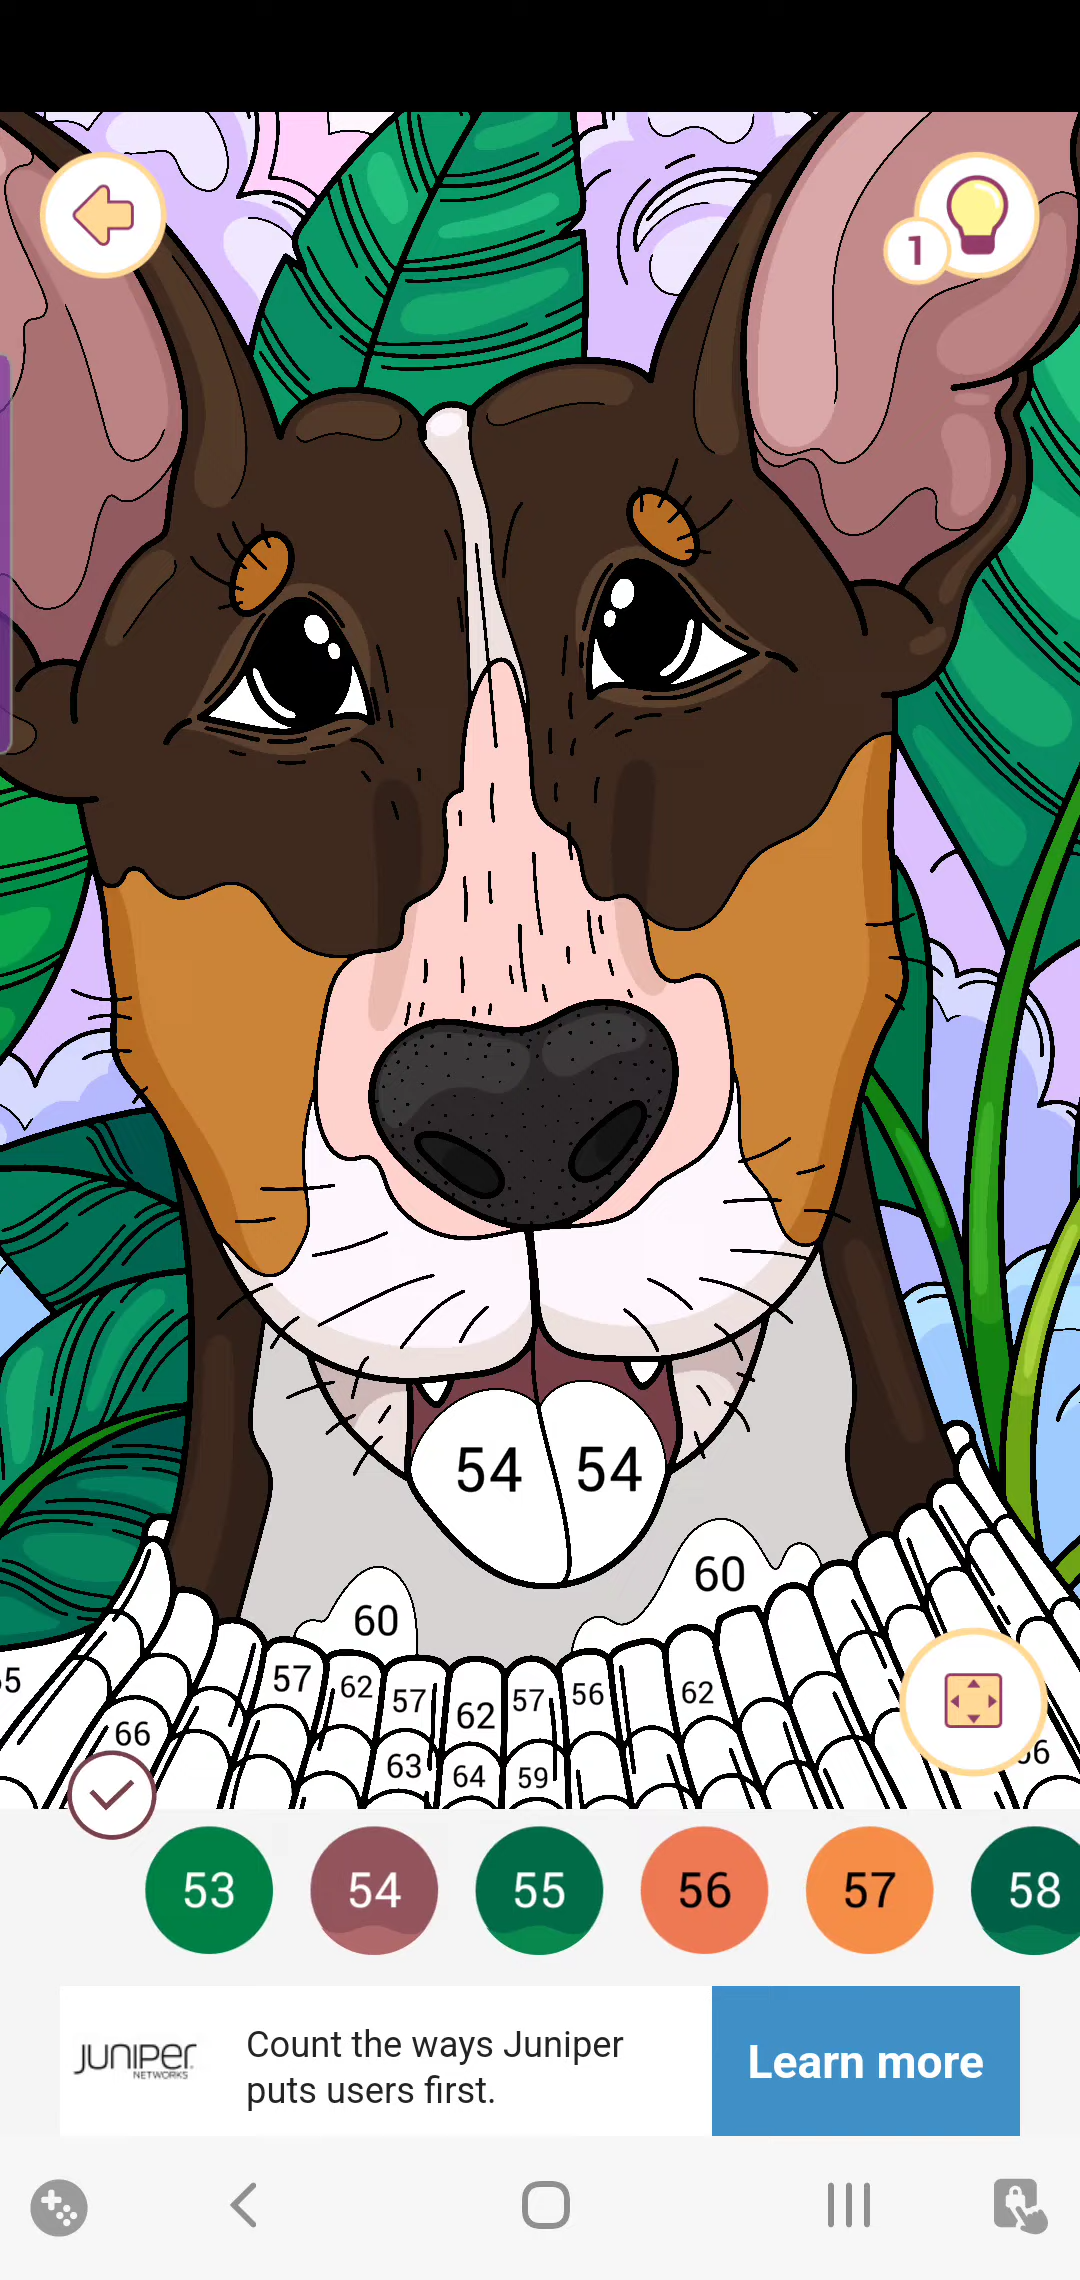 1
54 54
60
60
57 62 57 62 57 56 62
66
63 64 59
53 54 55 56 57 58
JUNIPER
NETWORKS
Count the ways Juniper
puts users first.
Learn more